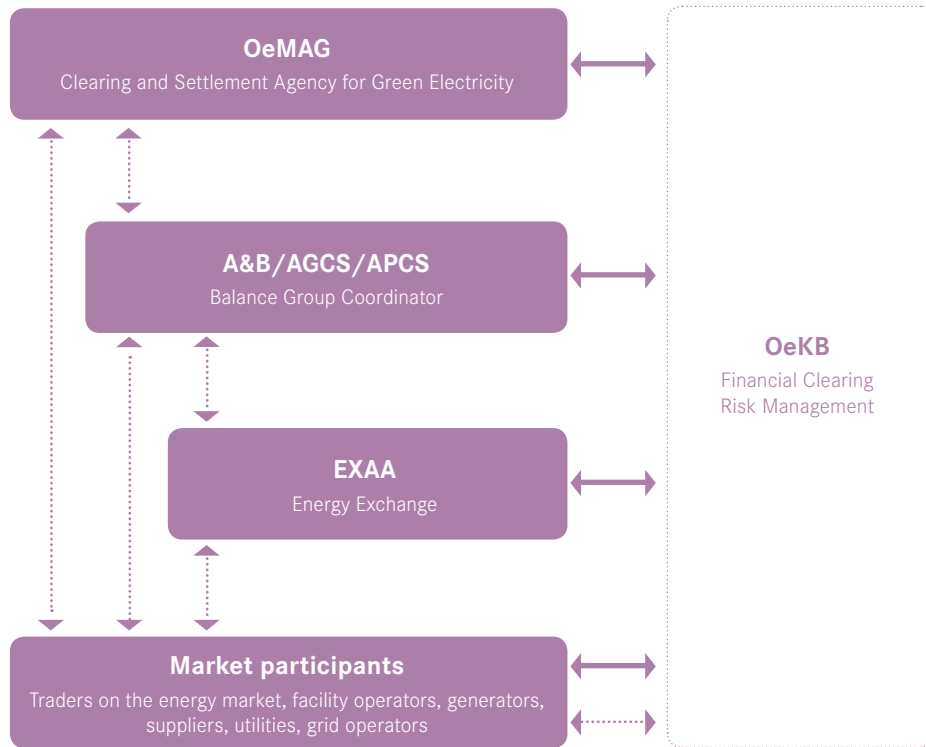 OeMAG
Clearing and Settlement Agency for Green Electricity
A&B/AGCS/APCS
Balance Group Coordinator
OeKB
Financial Clearing
Risk Management
EXAA
Energy Exchange
Market participants
Traders on the energy market, facility operators, generators,
suppliers, utilities, grid operators